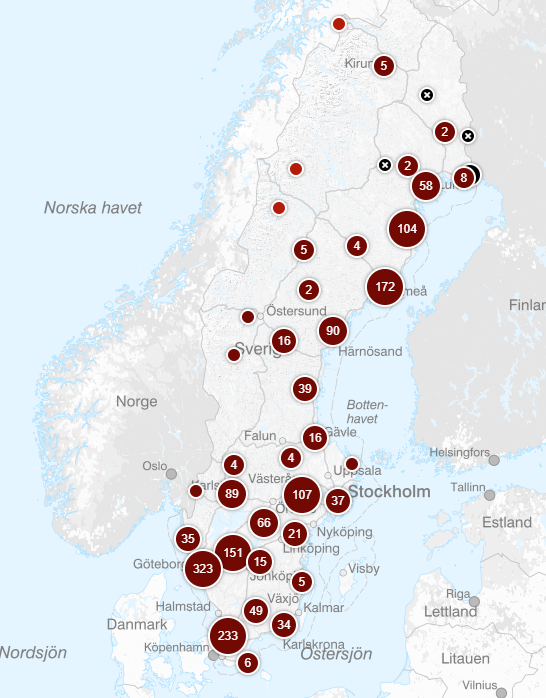 Kirun
5
2
2
8
58
Lul
Norska havet
104
5
4
2
172
meå
Östersund
90
16
Sverig
Härnösand
39
Norge
Botten-
havet
16
Gävle
Falun
4
4
Oslo
Uppsala
Helsingfors
Västerå
Karls
89
107
37
Stockholm
Tallinn
66
21
Nyköping
Linköping
Estland
35
151
323
15
Göteborg
Jönköp
5
Visby
Växjö
Riga
Halmstad
49
Kalmar
Lettland
Danmark
34
233
Karlskrona
Köpenhamn
Nordsjön
6
Östersjön
Litauen
Vilnius
Finlan